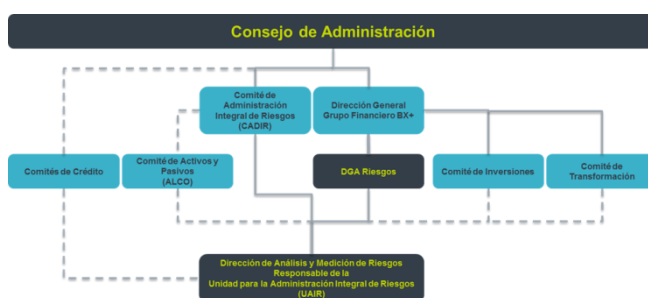 Consejo de Administración
Comité de
Administración
Integral de Riesgos
(CADIR)
Dirección General
Grupo Financiero BX+
Comités de Crédito
Comité de Activos y
Pasivos
(ALCO)
DGA Riesgos
Comité de Inversiones
Comité de
Transformación
Dirección de Análisis y Medición de Riesgos
Responsable de la
Unidad para la Administración Integral de Riesgos
(UAIR)